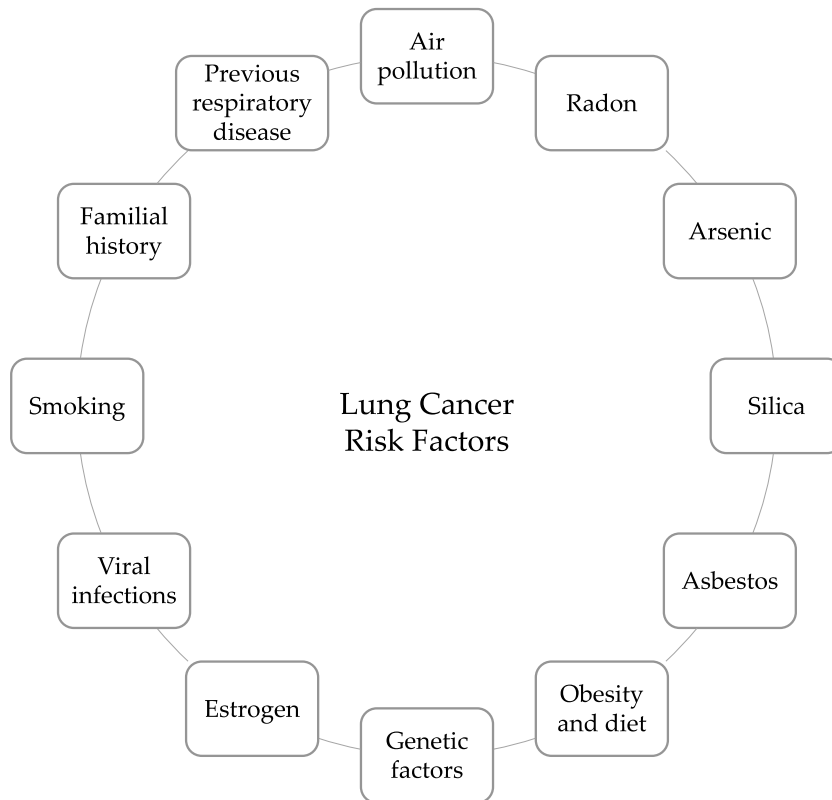 Air
pollution
Radon
Arsenic
Silica
Asbestos
Obesity
and diet
Genetic
factors
Estrogen
Viral
infections
Smoking
Familial
history
Previous
respiratory
disease
Lung Cancer
Risk Factors